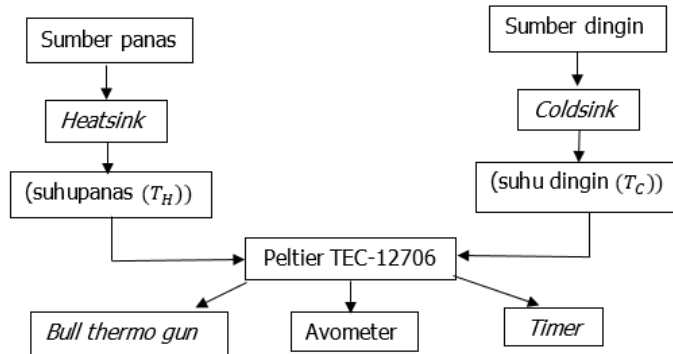 Sumber panas
Sumber dingin
Heatsink
Coldsink
(suhupanas (T_H))
(suhu dingin (T_C))
Peltier TEC-12706
Bull thermo gun
Avometer
Timer